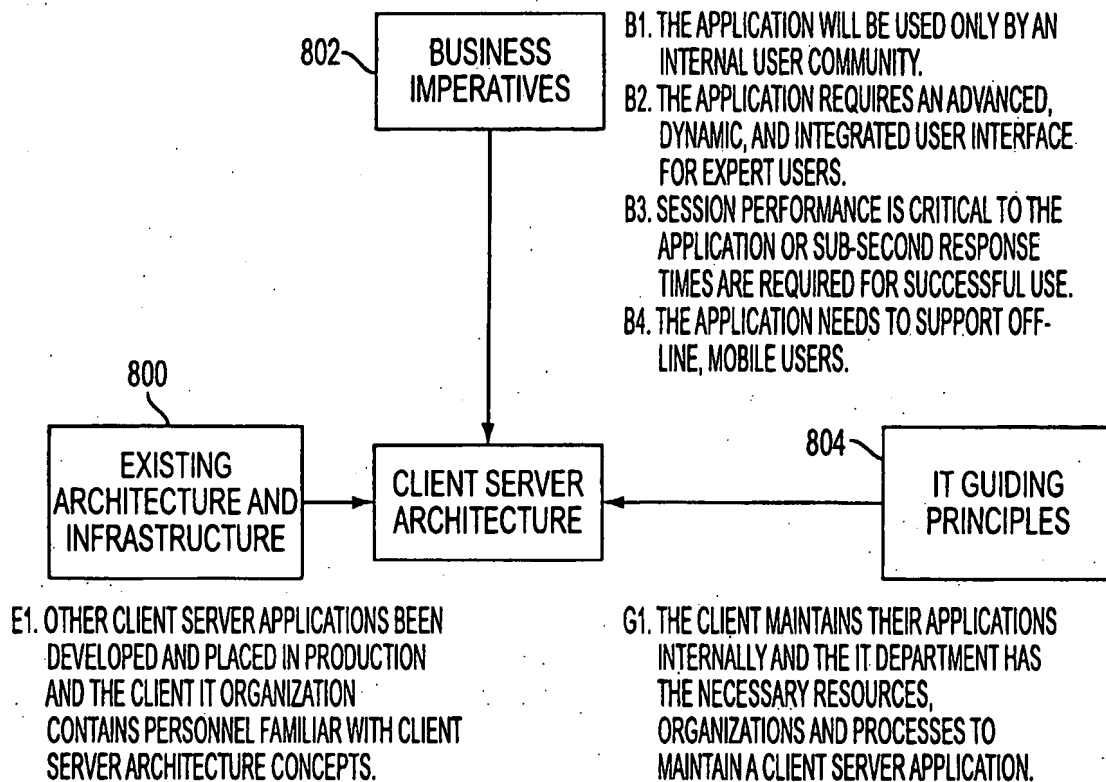 802
BUSINESS
IMPERATIVES
B1. THE APPLICATION WILL BE USED ONLY BY AN
INTERNAL USER COMMUNITY.
B2. THE APPLICATION REQUIRES AN ADVANCED,
DYNAMIC, AND INTEGRATED USER INTERFACE
FOR EXPERT USERS.
B3. SESSION PERFORMANCE IS CRITICAL TO THE
APPLICATION OR SUB-SECOND RESPONSE
TIMES ARE REQUIRED FOR SUCCESSFUL USE.
B4. THE APPLICATION NEEDS TO SUPPORT OFF-
LINE, MOBILE USERS.
800
EXISTING
ARCHITECTURE AND
INFRASTRUCTURE
CLIENT SERVER
ARCHITECTURE
804
IT GUIDING
PRINCIPLES
E1. OTHER CLIENT SERVER APPLICATIONS BEEN
DEVELOPED AND PLACED IN PRODUCTION
AND THE CLIENT IT ORGANIZATION
CONTAINS PERSONNEL FAMILIAR WITH CLIENT
SERVER ARCHITECTURE CONCEPTS.
G1. THE CLIENT MAINTAINS THEIR APPLICATIONS
INTERNALLY AND THE IT DEPARTMENT HAS
THE NECESSARY RESOURCES,
ORGANIZATIONS AND PROCESSES TO
MAINTAIN A CLIENT SERVER APPLICATION.